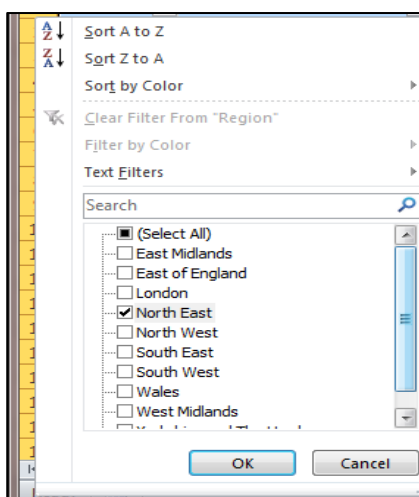 Sort A to Z
Sort Z to A
Sort by Color
Clear Filter From "Region"
Filter by Color
Text Filters
Search
(Select All)
East Midlands
East of England
London
North East
North West
South East
South West
Wales
West Midlands
OK
Cancel